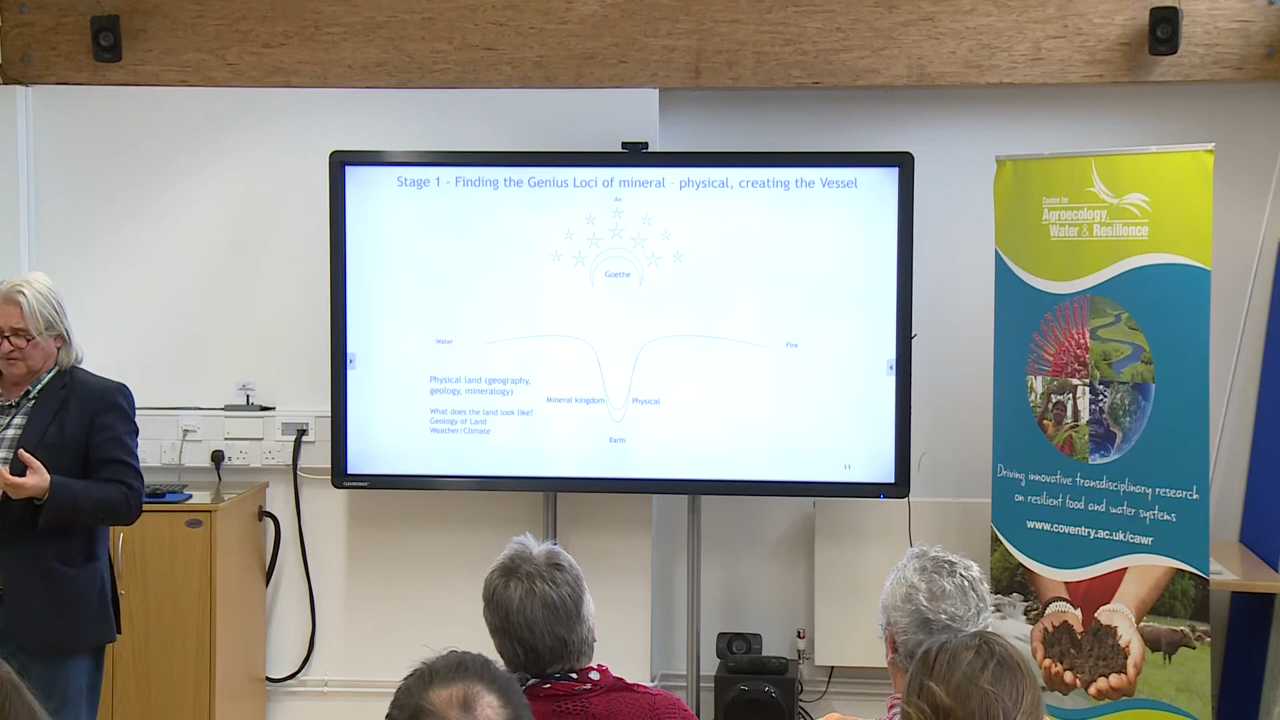 Stage 1 - Finding the Genius Loci of mineral - physical, creating the Vessel
Air
Goethe
Water
Fire
Physical land (geography,
geology, mineralogy)
Mineral kingdom
Physical
What does the land look like?
Geology of Land
Weather/Climate
Earth
11
CLEVERTOUCH
Centre for
Agroecology,
Water & Resilience
Driving innovative transdisciplinary research
on resilient food and water systems
www.coventry.ac.uk/cawr